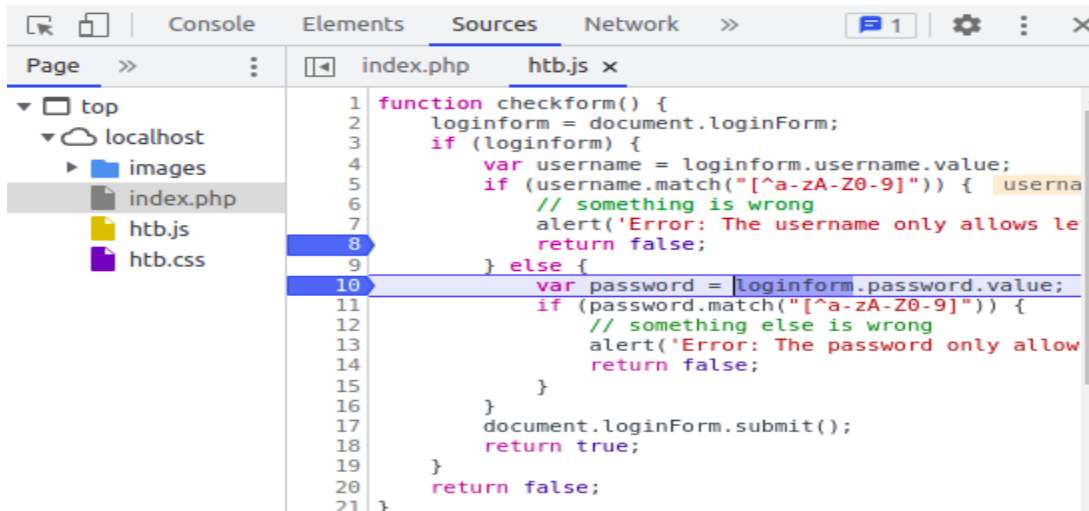 Console Elements Sources Network » 1
Page » index.php htb.js ×
top
localhost
images
index.php
htb.js
htb.css
1 function checkform() {
2 loginform = document.loginForm;
3 if (loginform) {
4 var username = loginform.username.value;
5 if (username.match("[^a-zA-Z0-9]")) { userna
6 // something is wrong
7 alert('Error: The username only allows le
8 return false;
9 } else {
10 var password = loginform.password.value;
11 if (password.match("[^a-zA-Z0-9]")) {
12 // something else is wrong
13 alert('Error: The password only allow
14 return false;
15 }
16 }
17 document.loginForm.submit();
18 return true;
19 }
20 return false;
21 }